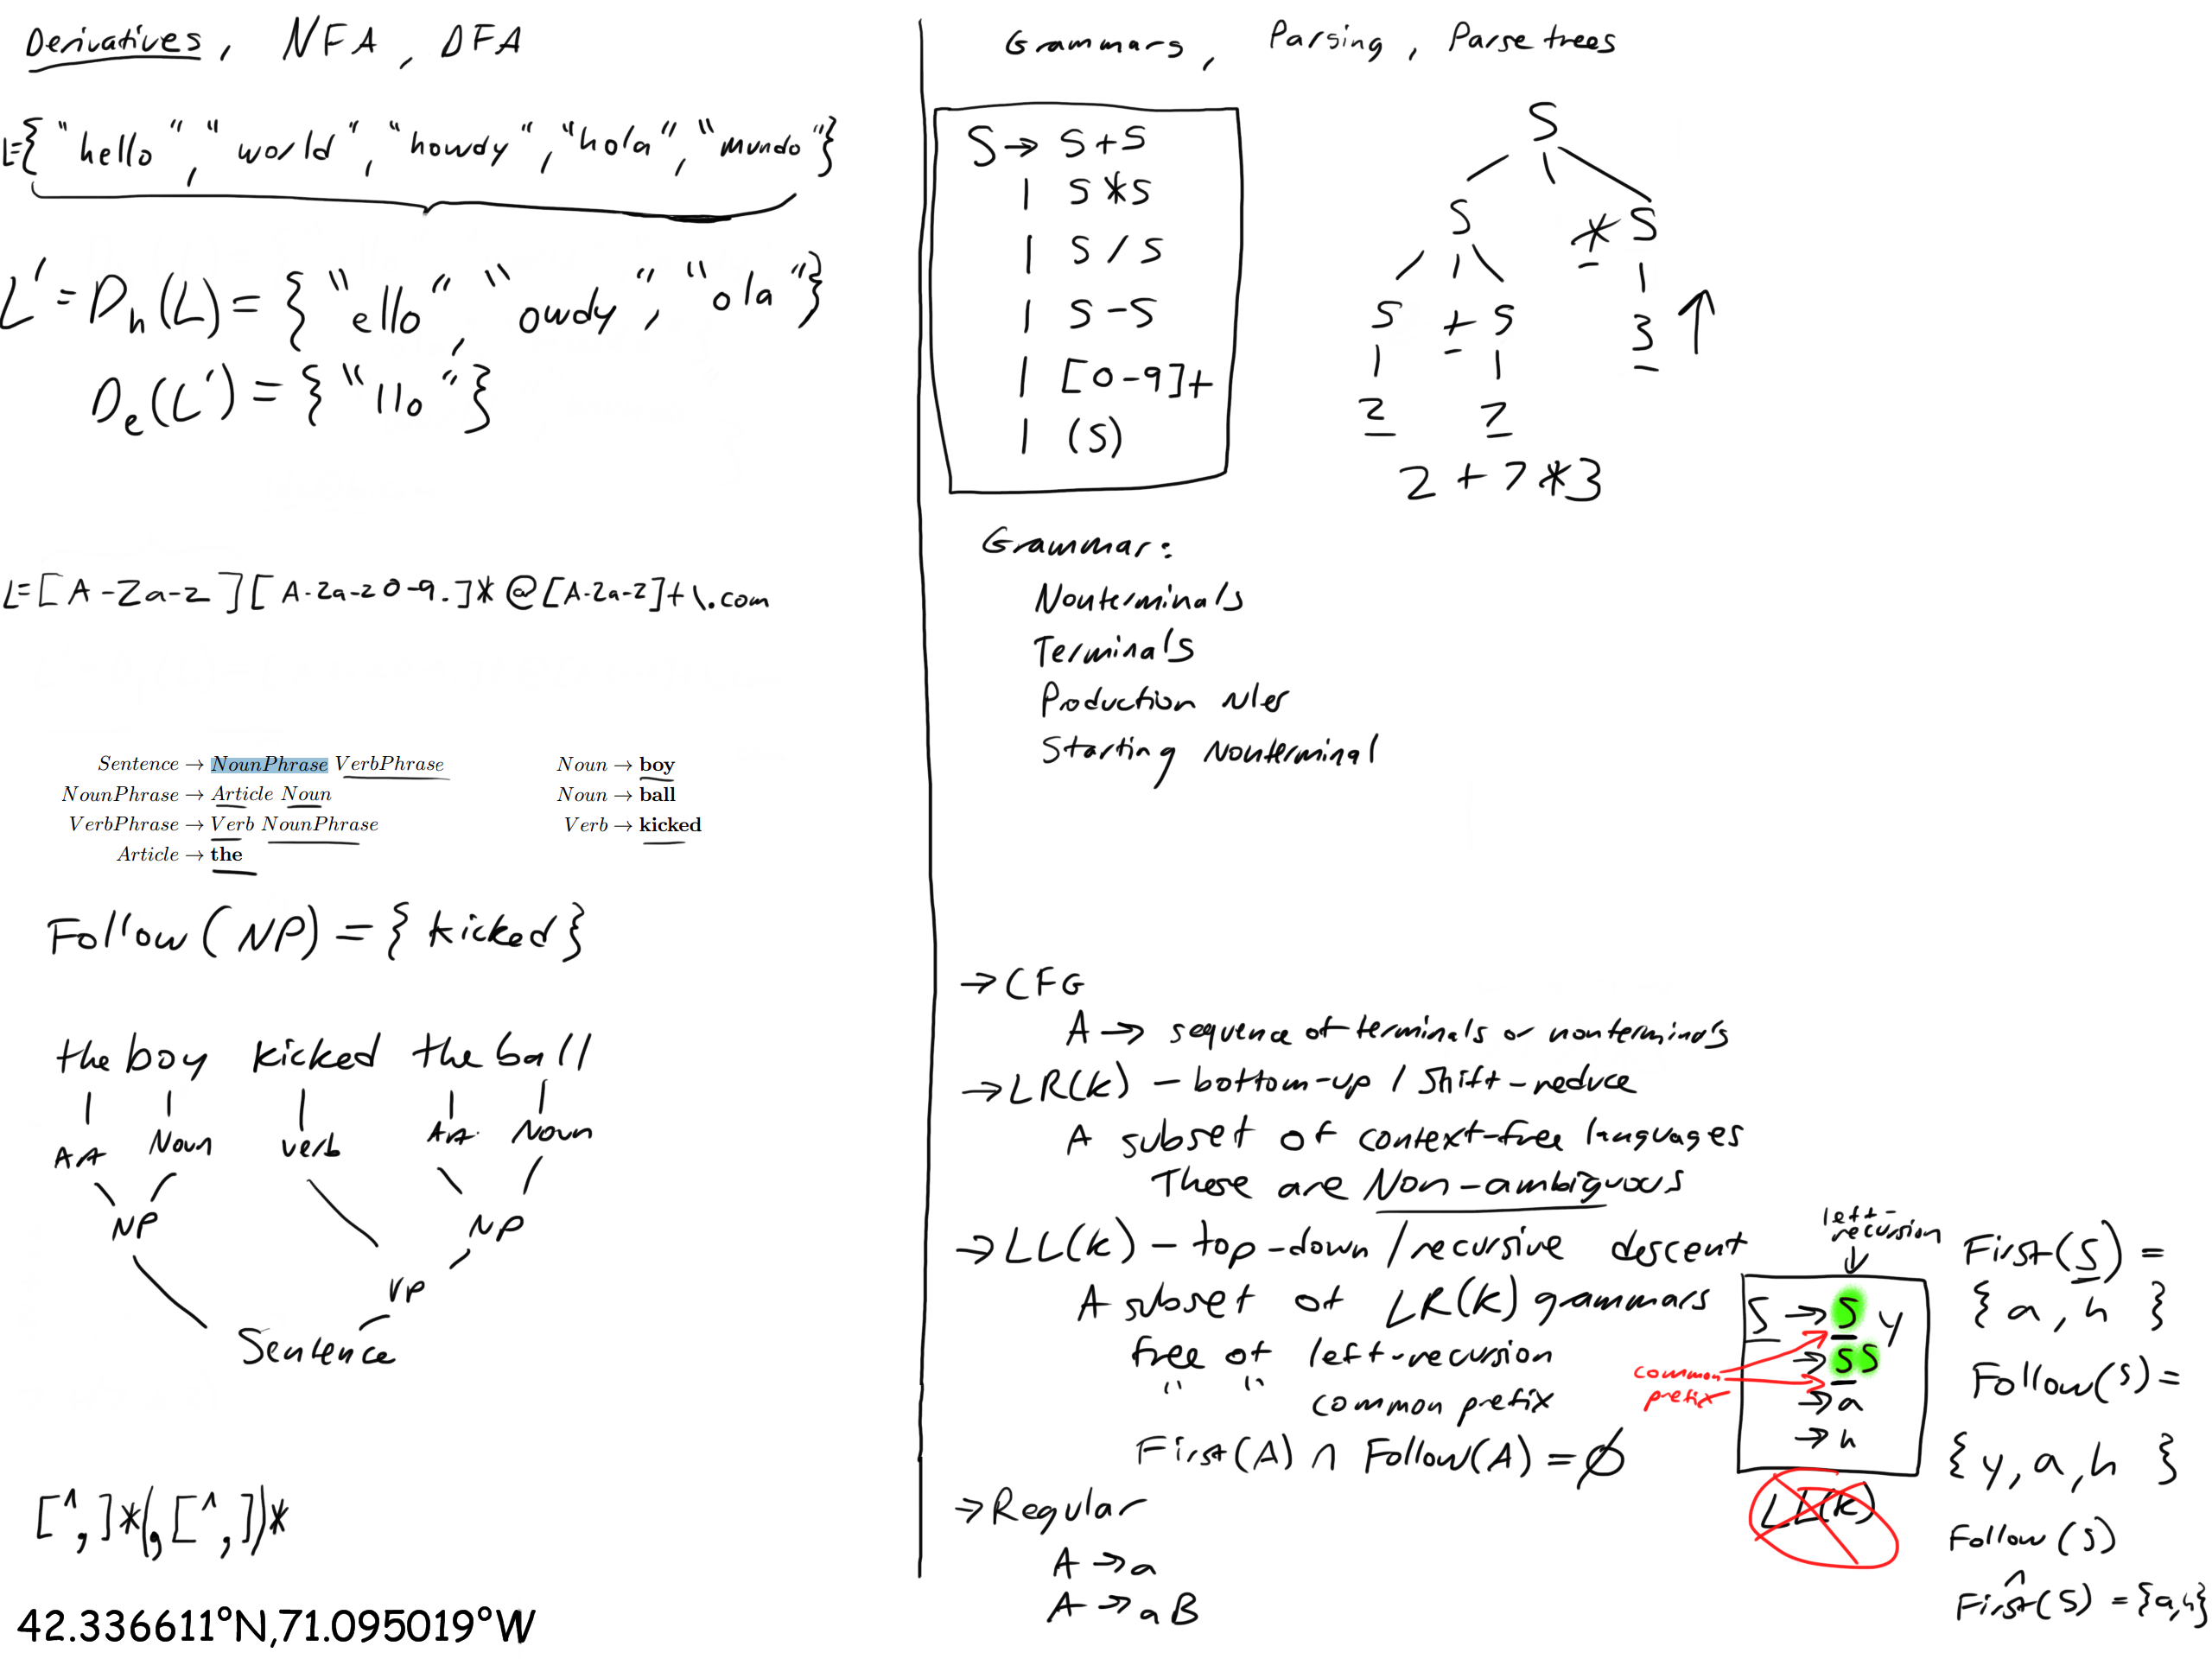 Derivatives, NFA, DFA
L={"hello", "world", "howdy", "hola", "mundo"}
L'=Dh(L)= {"ello", "owdy", "ola"}
De(L')= {"llo"}
L=[A-Za-z][A-Za-z0-9.]*@[A-Za-z]+\.com
Sentence → NounPhrase VerbPhrase
NounPhrase → Article Noun
VerbPhrase → Verb NounPhrase
Article → the
Noun → boy
Noun → ball
Verb → kicked
Follow(NP) = {kicked}
the boy kicked the ball
Art Noun verb Art. Noun
NP NP
VP
Sentence
[^,]*(,[^,])*
42.336611°N,71.095019°W
Grammars, Parsing, Parse trees
S → S+S
| S*S
| S/S
| S-S
| [0-9]+
| (S)
S
S * S
S + S 3 ↑
2 7
2+7*3
Grammar:
Nonterminals
Terminals
Production rules
Starting Nonterminal
→ CFG
A → sequence of terminals or nonterminals
→ LR(k) - bottom-up / Shift-reduce
A subset of context-free languages
These are Non-ambiguous
→ LL(k) - top-down / recursive descent
A subset of LR(k) grammars
free of left-recursion
" " common prefix
First(A) ∩ Follow(A) = ∅
→ Regular
A → a
A → aB
left-
recursion
↓
S → S y
→ SS
→ a
→ h
common
prefix
LL(k)
First(S) =
{a, h }
Follow(S) =
{y, a, h }
Follow(S)
∩
First(S) = {a,h}